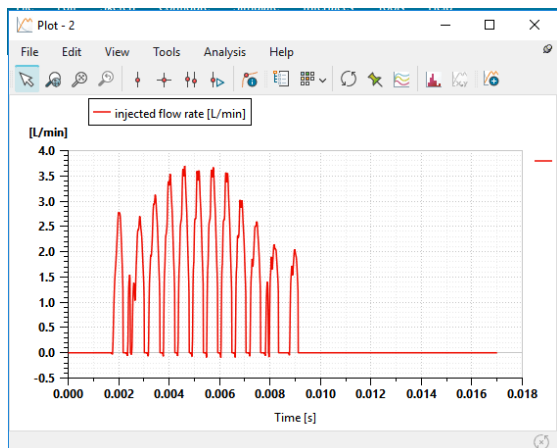 Plot - 2
File Edit View Tools Analysis Help
injected flow rate [L/min]
[L/min]
4.0
3.5
3.0
2.5
2.0
1.5
1.0
0.5
0.0
-0.5
0.000 0.002 0.004 0.006 0.008 0.010 0.012 0.014 0.016 0.018
Time [s]